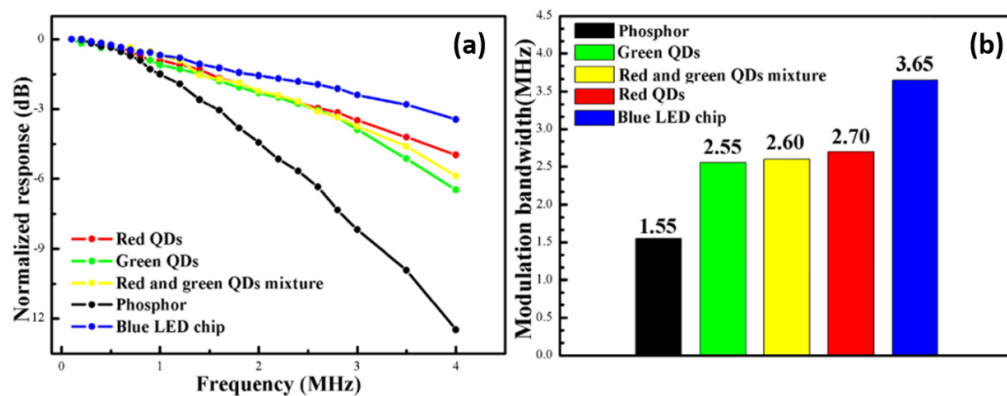 Normalized response (dB)
0
-3
-6
-9
-12
(a)
Red QDs
Green QDs
Red and green QDs mixture
Phosphor
Blue LED chip
0 1 2 3 4
Frequency (MHz)
Modulation bandwidth(MHz)
4.5
4.0
3.5
3.0
2.5
2.0
1.5
1.0
0.5
0.0
(b)
Phosphor
Green QDs
Red and green QDs mixture
Red QDs
Blue LED chip
1.55
2.55
2.60
2.70
3.65